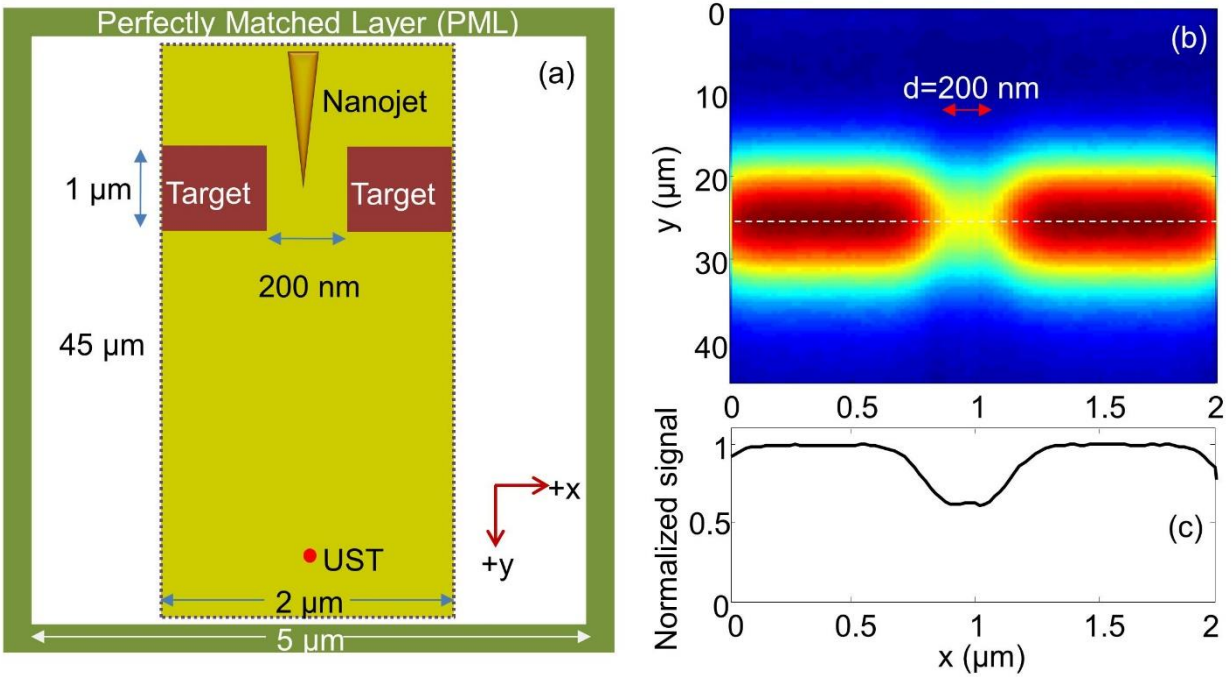 Perfectly Matched Layer (PML)
(a)
Nanojet
1 µm
Target
Target
200 nm
45 µm
+x
+y
UST
2 µm
5 µm
(b)
d=200 nm
0
10
20
30
40
y (µm)
0
0.5
1
1.5
2
Normalized signal
1
0.5
0
(c)
0
0.5
1
1.5
2
x (µm)